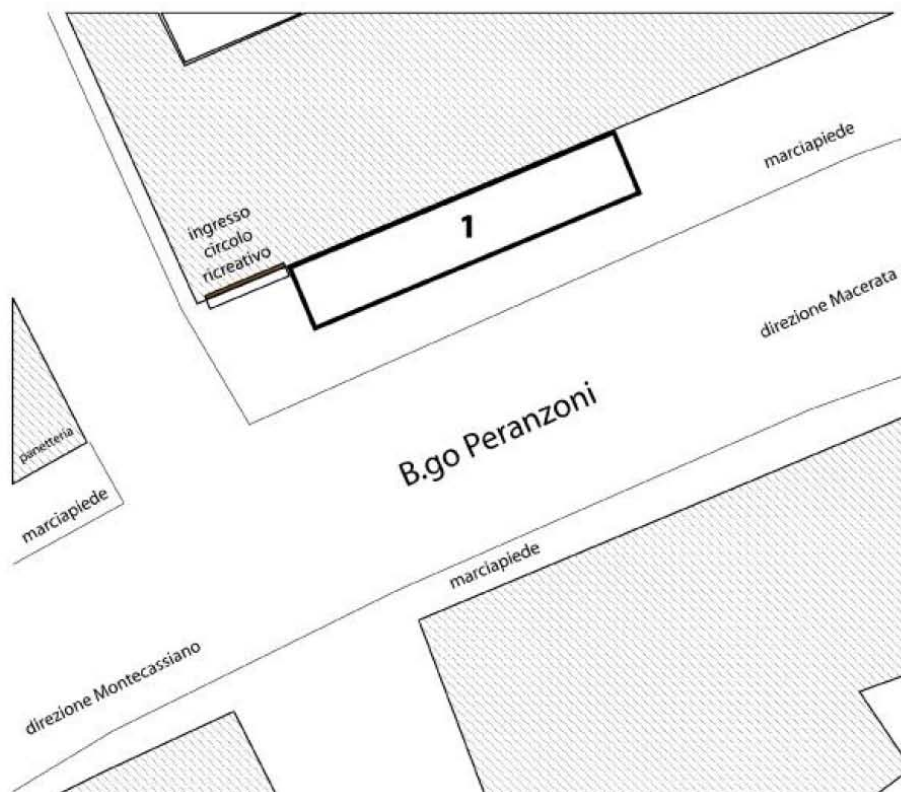 marciapiede
ingresso
circolo
ricreativo
1
direzione Macerata
B.go Peranzoni
panetteria
marciapiede
marciapiede
direzione Montecassiano